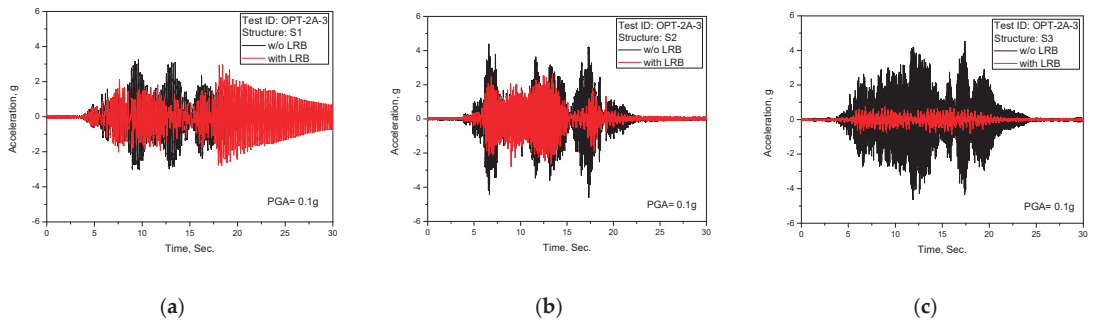 Test ID: OPT-2A-3
Structure: S1
w/o LRB
with LRB
6
4
2
0
-2
-4
-6
Acceleration, g
PGA= 0.1g
0 5 10 15 20 25 30
Time, Sec.
(a)
Test ID: OPT-2A-3
Structure: S2
w/o LRB
with LRB
6
4
2
0
-2
-4
-6
Acceleration, g
PGA= 0.1g
0 5 10 15 20 25 30
Time. Sec.
(b)
Test ID: OPT-2A-3
Structure: S3
w/o LRB
with LRB
6
4
2
0
-2
-4
-6
Acceleration, g
PGA= 0.1g
0 5 10 15 20 25 30
Time, Sec.
(c)